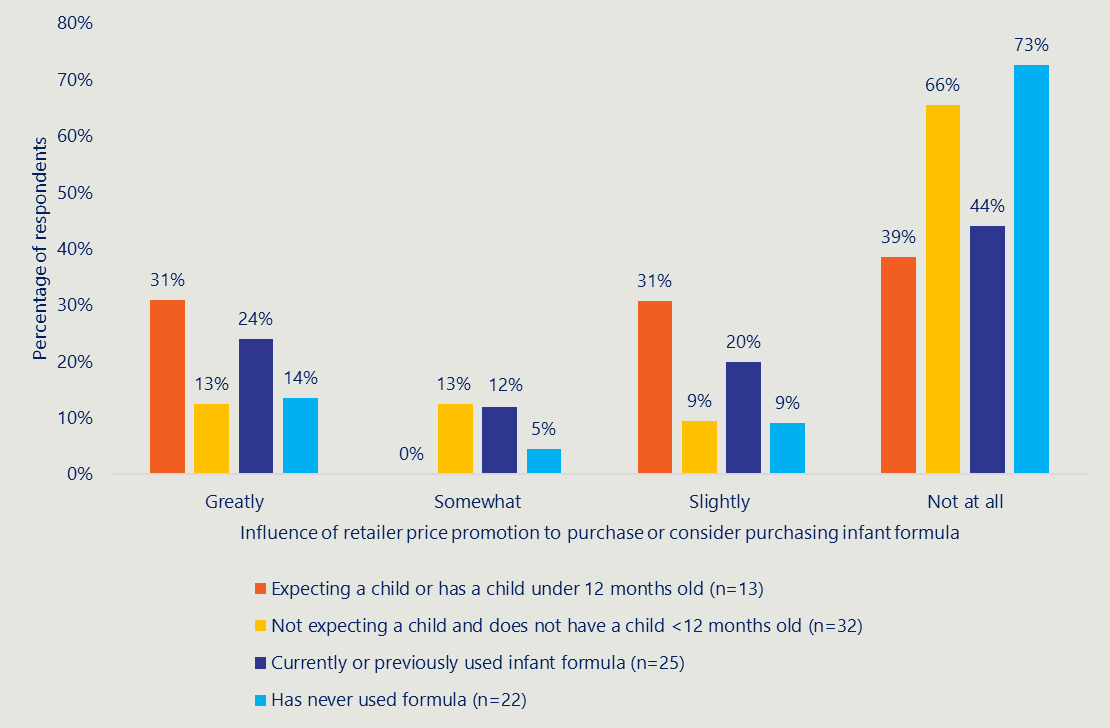 80%
70%
60%
50%
40%
30%
20%
10%
0%
Percentage of respondents
31%
13%
24%
14%
0%
13%
12%
5%
31%
9%
20%
9%
39%
66%
44%
73%
Greatly
Somewhat
Slightly
Not at all
Influence of retailer price promotion to purchase or consider purchasing infant formula
Expecting a child or has a child under 12 months old (n=13)
Not expecting a child and does not have a child <12 months old (n=32)
Currently or previously used infant formula (n=25)
Has never used formula (n=22)